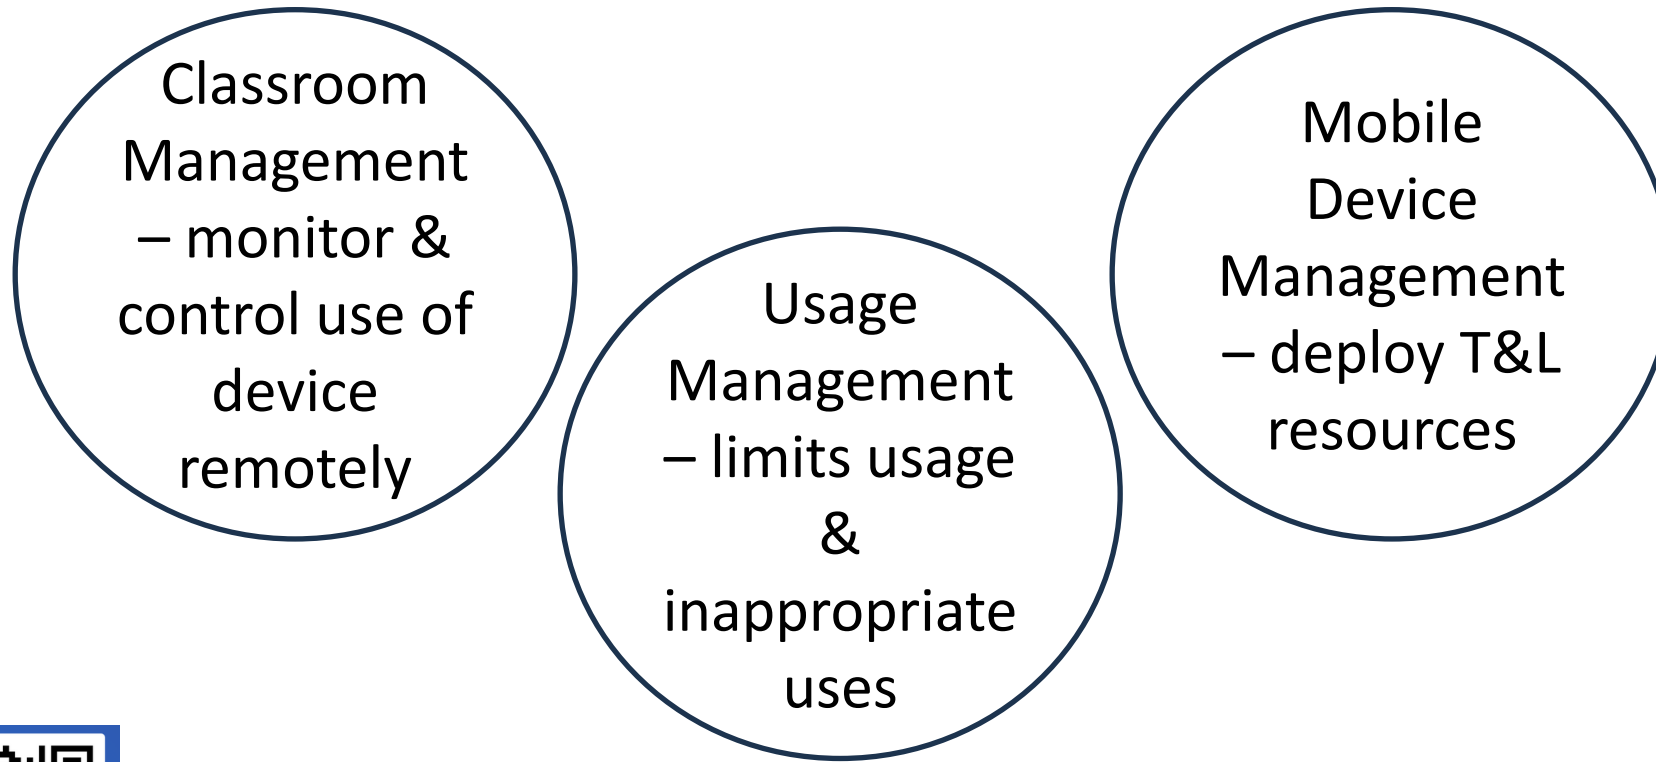 Classroom
Management
– monitor &
control use of
device
remotely
Usage
Management
– limits usage
&
inappropriate
uses
Mobile
Device
Management
– deploy T&L
resources